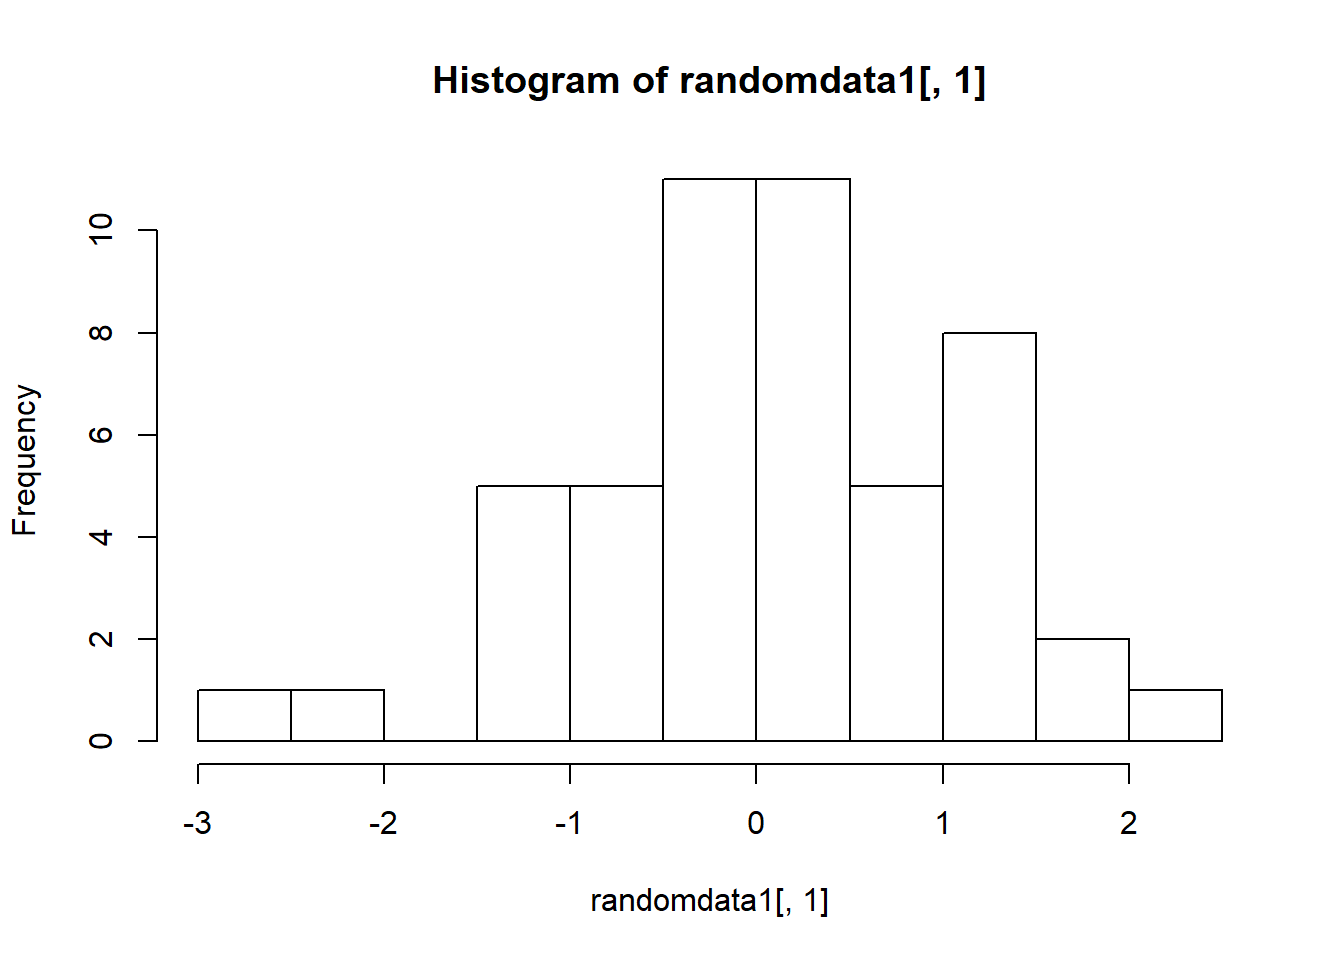 Histogram of randomdata1[, 1]
Frequency
10
8
6
4
2
0
-3 -2 -1 0 1 2
randomdata1[, 1]